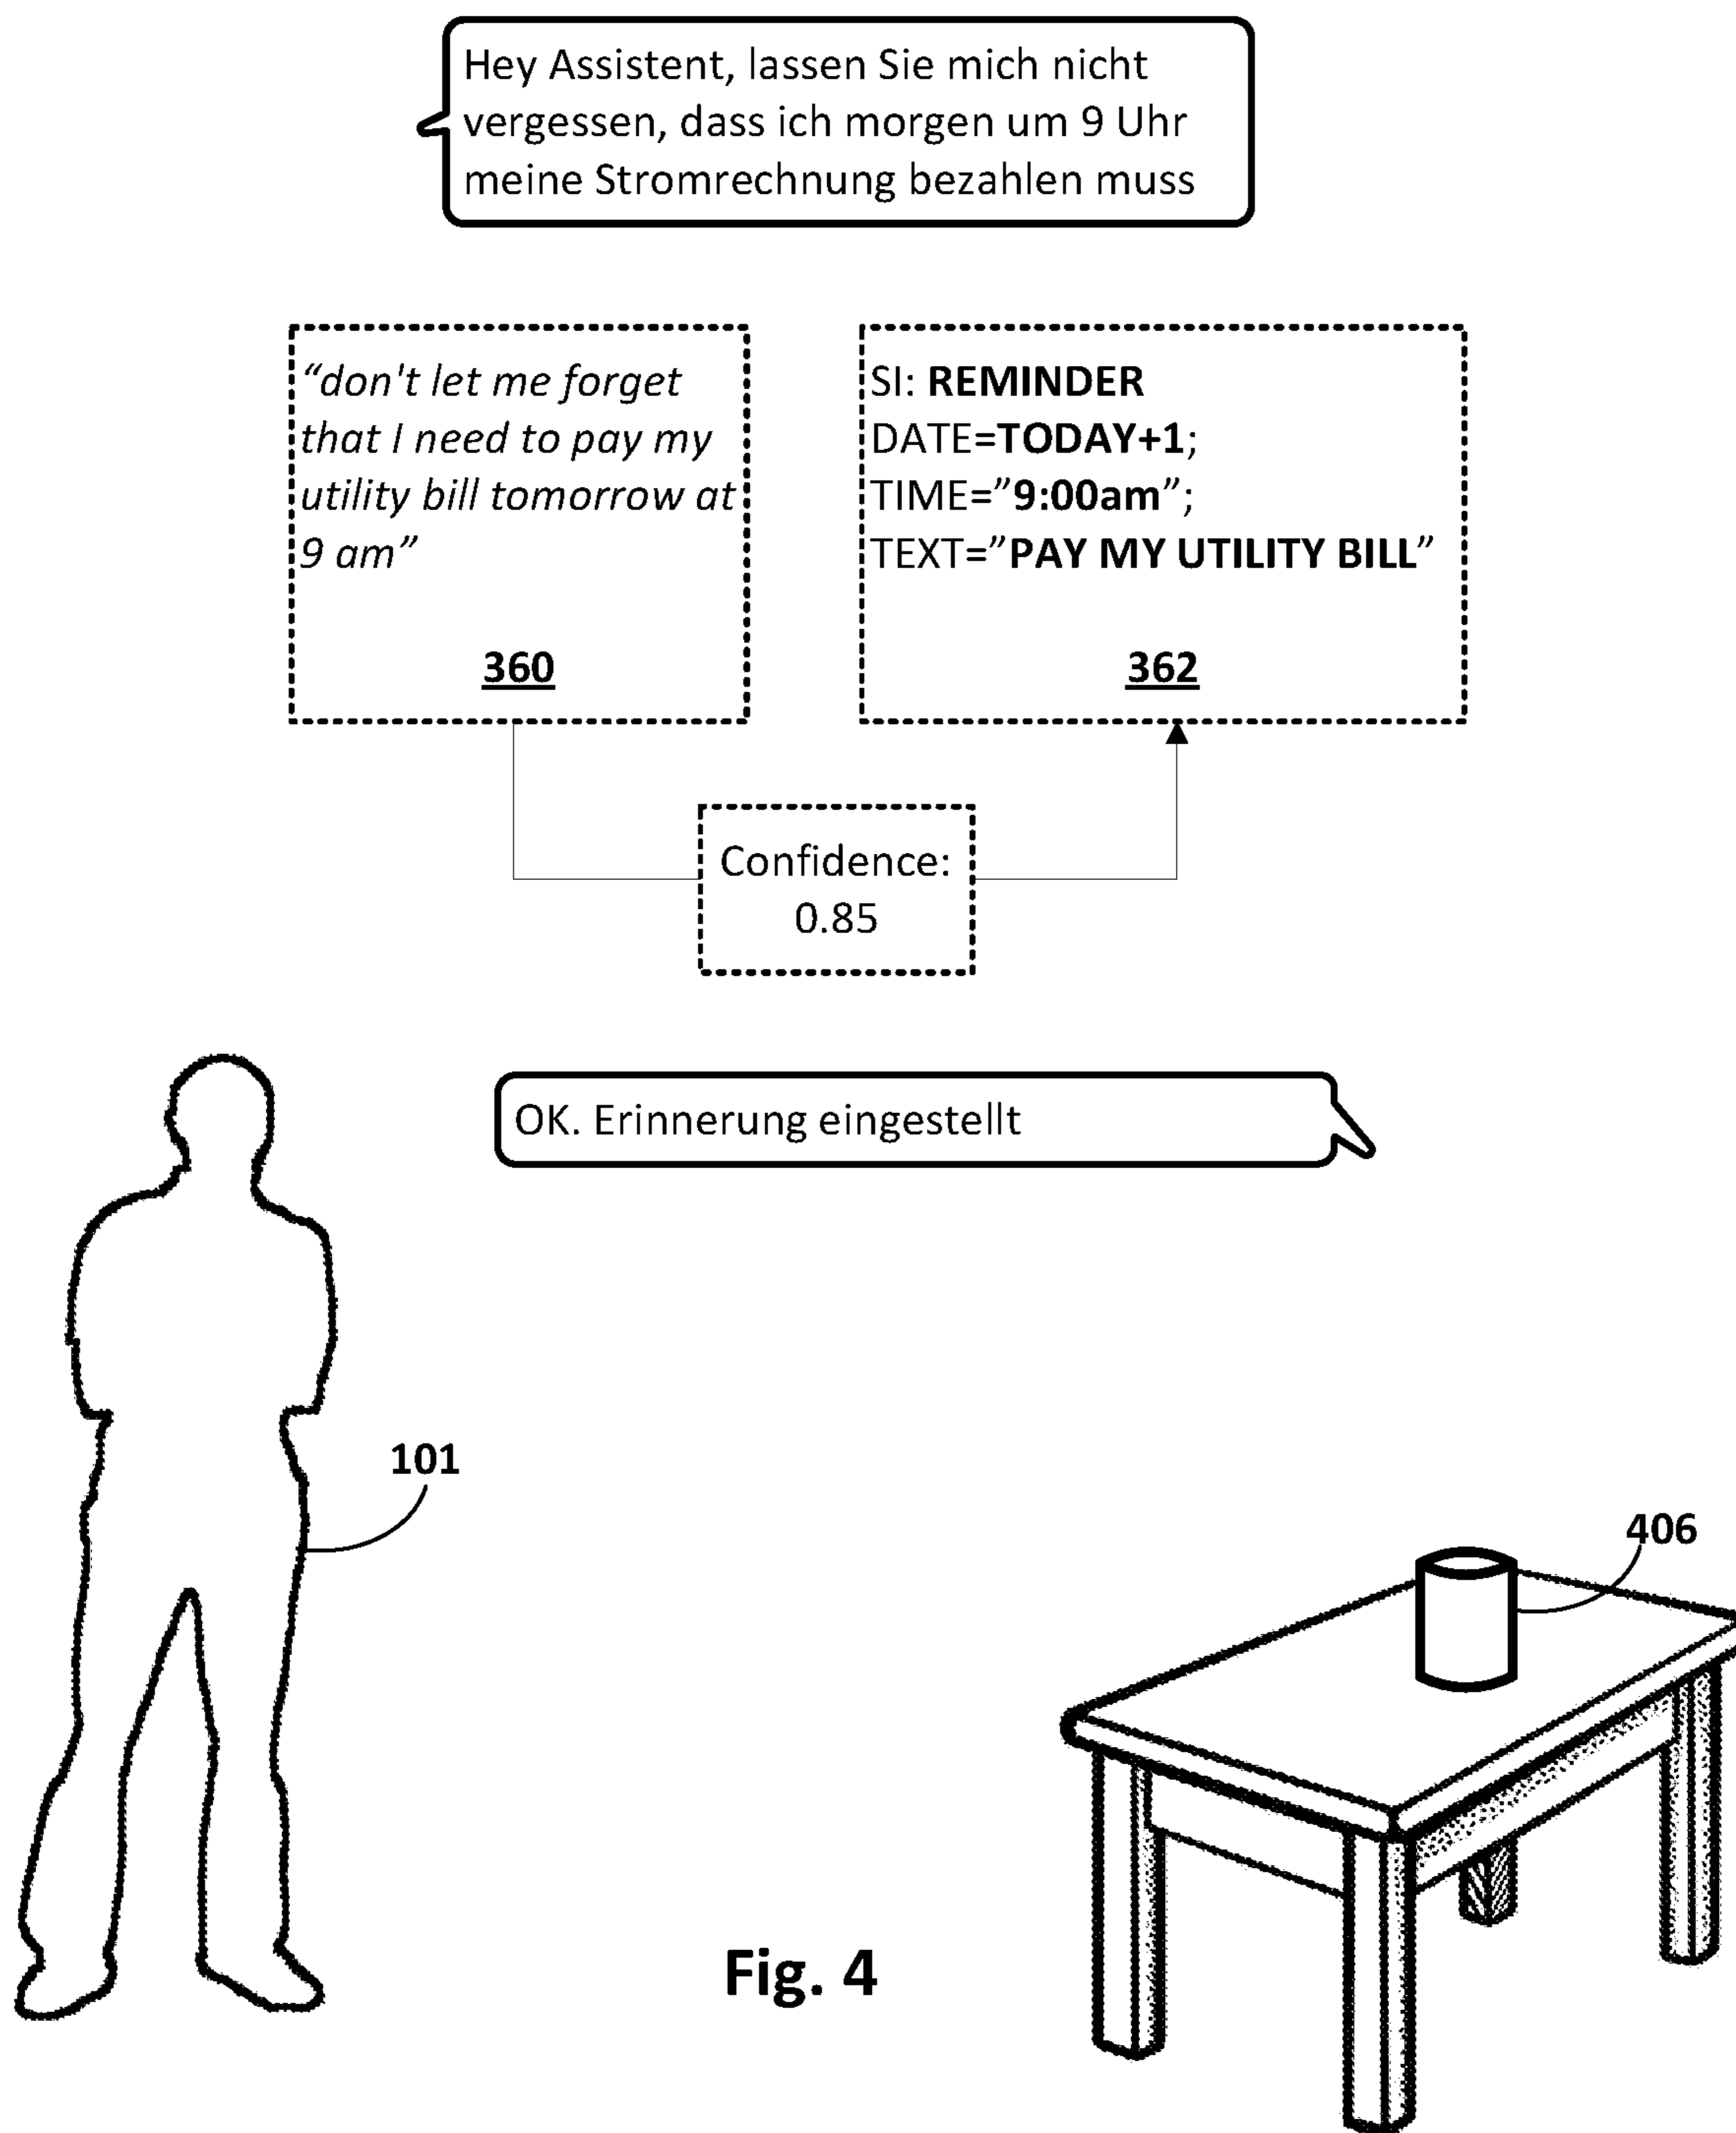 Hey Assistent, lassen Sie mich nicht
vergessen, dass ich morgen um 9 Uhr
meine Stromrechnung bezahlen muss
“don't let me forget
that I need to pay my
utility bill tomorrow at
9 am”
360
SI: REMINDER
DATE=TODAY+1;
TIME=”9:00am”;
TEXT=”PAY MY UTILITY BILL”
362
Confidence:
0.85
OK. Erinnerung eingestellt
101
406
Fig. 4